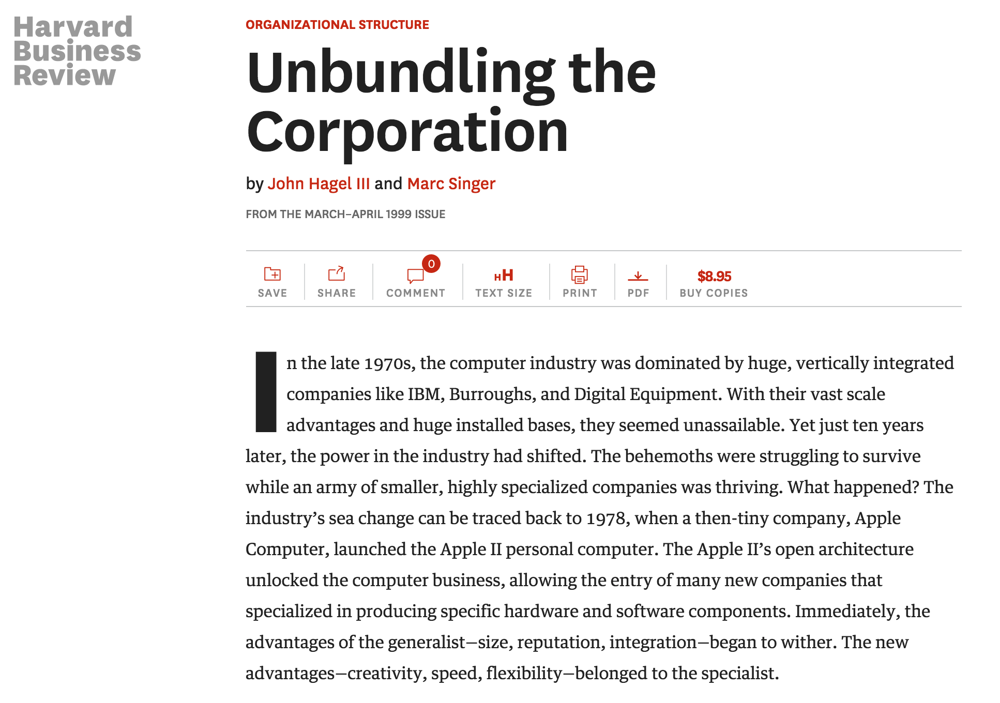 Harvard
Business
Review
ORGANIZATIONAL STRUCTURE
Unbundling the
Corporation
by John Hagel III and Marc Singer
FROM THE MARCH–APRIL 1999 ISSUE
0
HH
$8.95
SAVE
SHARE
COMMENT
TEXT SIZE
PRINT
PDF
BUY COPIES
In the late 1970s, the computer industry was dominated by huge, vertically integrated
companies like IBM, Burroughs, and Digital Equipment. With their vast scale
advantages and huge installed bases, they seemed unassailable. Yet just ten years
later, the power in the industry had shifted. The behemoths were struggling to survive
while an army of smaller, highly specialized companies was thriving. What happened? The
industry’s sea change can be traced back to 1978, when a then-tiny company, Apple
Computer, launched the Apple II personal computer. The Apple II’s open architecture
unlocked the computer business, allowing the entry of many new companies that
specialized in producing specific hardware and software components. Immediately, the
advantages of the generalist—size, reputation, integration—began to wither. The new
advantages—creativity, speed, flexibility—belonged to the specialist.